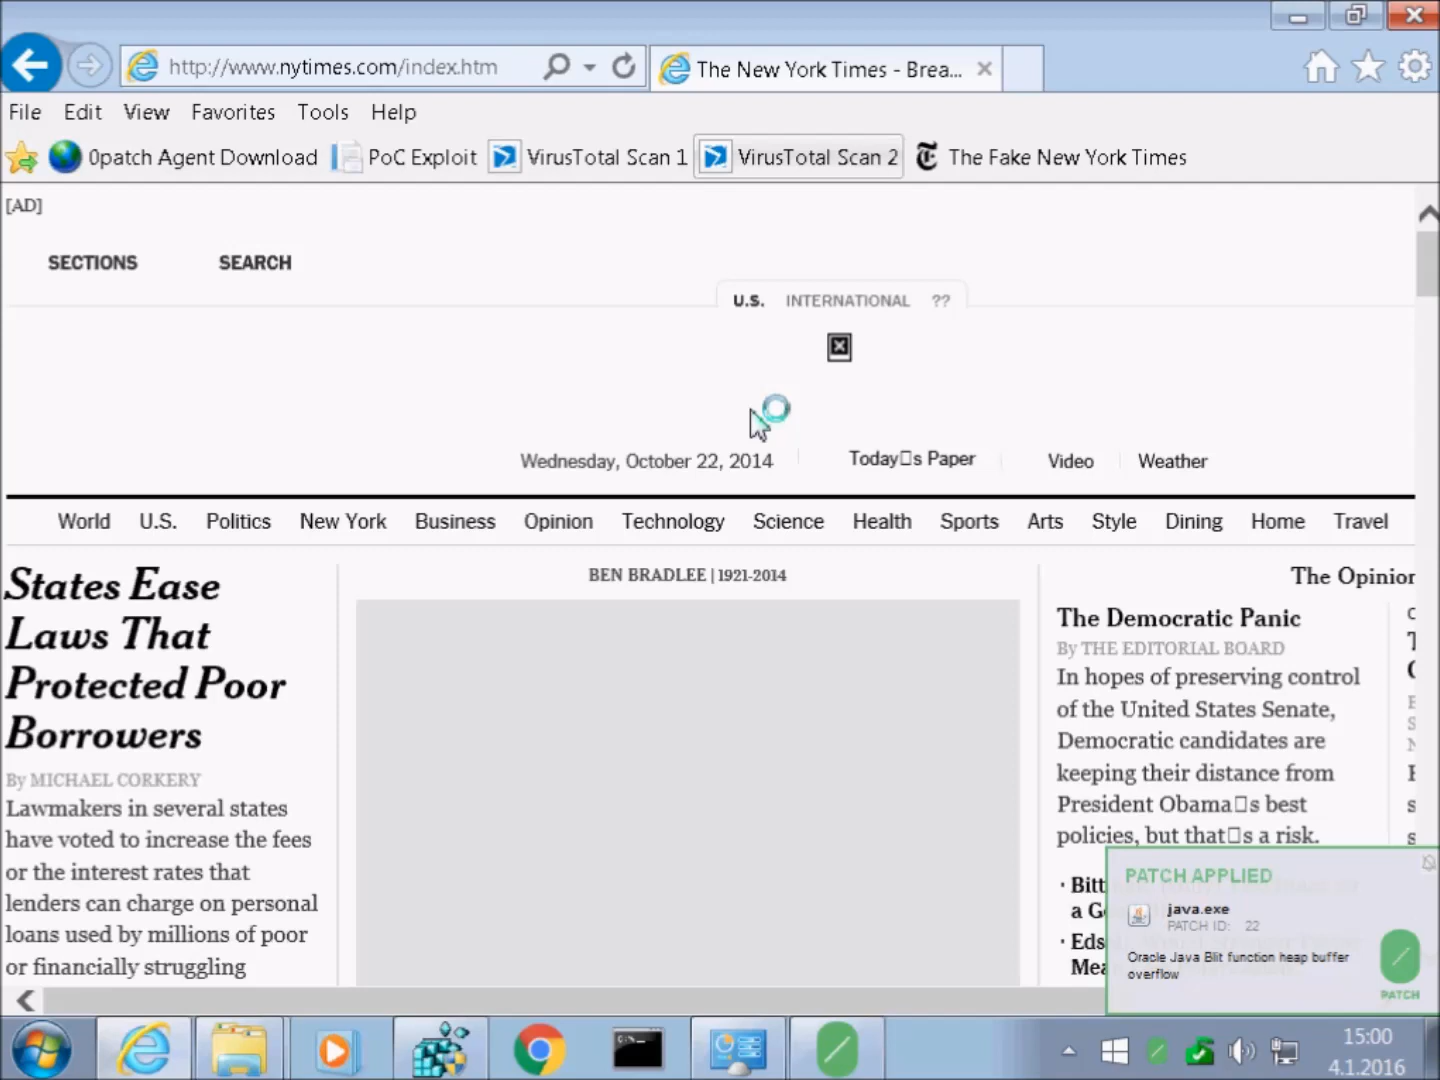 http://www.nytimes.com/index.htm
The New York Times - Brea...
File Edit View Favorites Tools Help
0patch Agent Download PoC Exploit VirusTotal Scan 1 VirusTotal Scan 2 The Fake New York Times
[AD]
SECTIONS SEARCH
U.S. INTERNATIONAL ??
Wednesday, October 22, 2014 Today□s Paper Video Weather
World U.S. Politics New York Business Opinion Technology Science Health Sports Arts Style Dining Home Travel
States Ease
Laws That
Protected Poor
Borrowers
By MICHAEL CORKERY
Lawmakers in several states
have voted to increase the fees
or the interest rates that
lenders can charge on personal
loans used by millions of poor
or financially struggling
BEN BRADLEE | 1921-2014
The Opinion
The Democratic Panic
By THE EDITORIAL BOARD
In hopes of preserving control
of the United States Senate,
Democratic candidates are
keeping their distance from
President Obama□s best
policies, but that□s a risk.
· Bitt
a G
· Eds
Mea
PATCH APPLIED
java.exe
PATCH ID: 22
Oracle Java Blit function heap buffer
overflow
PATCH
15:00
4.1.2016